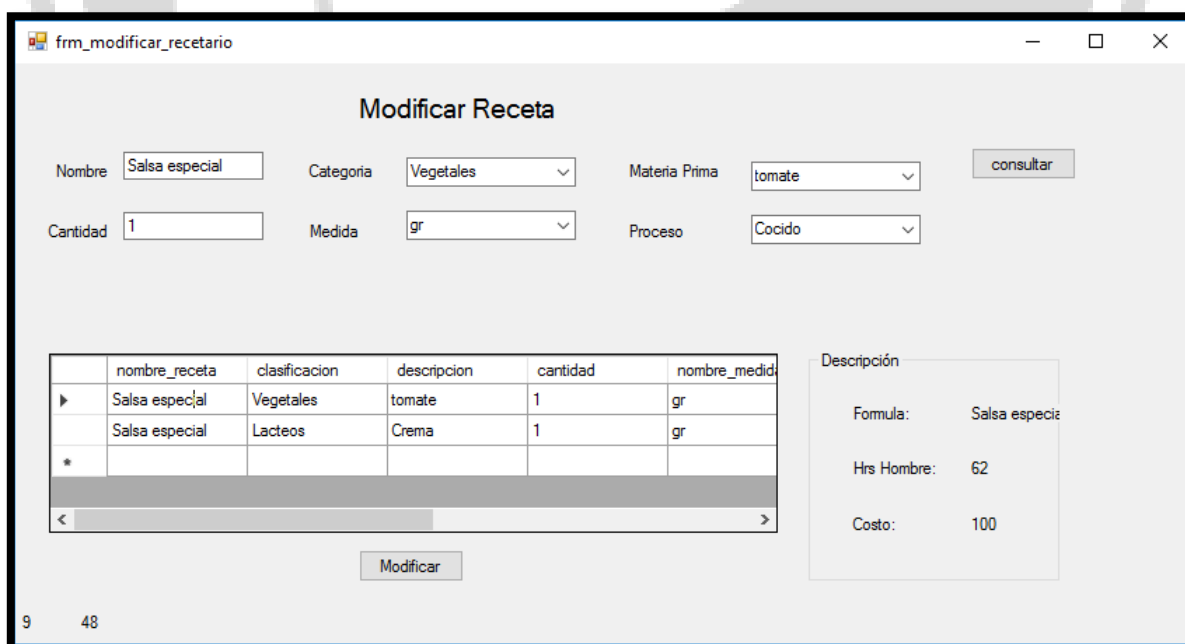 frm_modificar_recetario
Modificar Receta
Nombre Salsa especial Categoria Vegetales Materia Prima tomate consultar
Cantidad 1 Medida gr Proceso Cocido
nombre_receta clasificacion descripcion cantidad nombre_medida
Salsa especial Vegetales tomate 1 gr
Salsa especial Lacteos Crema 1 gr
*
Descripción
Formula: Salsa especia
Hrs Hombre: 62
Costo: 100
Modificar
9 48